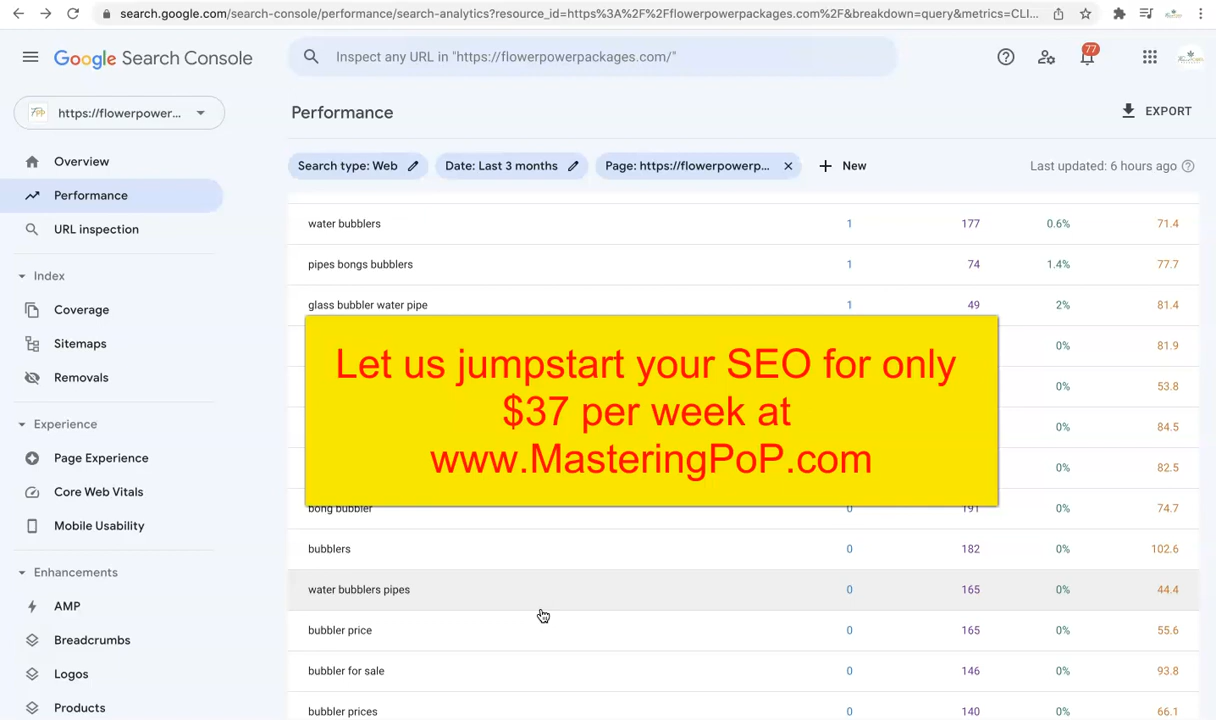 search.google.com/search-console/performance/search-analytics?resource_id=https%3A%2F%2Fflowerpowerpackages.com%2F&breakdown=query&metrics=CLI...
Google Search Console
Inspect any URL in "https://flowerpowerpackages.com/"
77
https://flowerpower...
Performance
EXPORT
Search type: Web
Date: Last 3 months
Page: https://flowerpowerp...
New
Last updated: 6 hours ago
Overview
Performance
URL inspection
Index
Coverage
Sitemaps
Removals
Experience
Page Experience
Core Web Vitals
Mobile Usability
Enhancements
AMP
Breadcrumbs
Logos
Products
water bubblers 1 177 0.6% 71.4
pipes bongs bubblers 1 74 1.4% 77.7
glass bubbler water pipe 1 49 2% 81.4
0% 81.9
0% 53.8
0% 84.5
0% 82.5
Let us jumpstart your SEO for only
$37 per week at
www.MasteringPoP.com
bong bubbler 0 191 0% 74.7
bubblers 0 182 0% 102.6
water bubblers pipes 0 165 0% 44.4
bubbler price 0 165 0% 55.6
bubbler for sale 0 146 0% 93.8
bubbler prices 0 140 0% 66.1